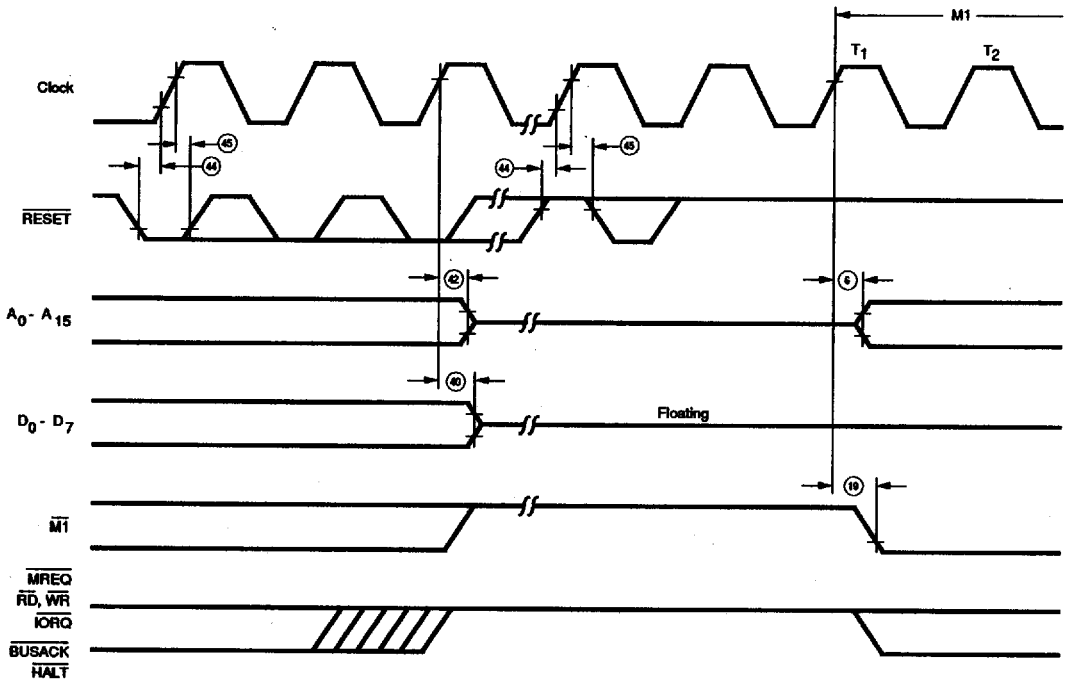 M1
T1 T2
Clock
45
44
45
44
RESET
42
6
A0 - A15
40
D0 - D7
Floating
19
M1
MREQ
RD, WR
IORQ
BUSACK
HALT